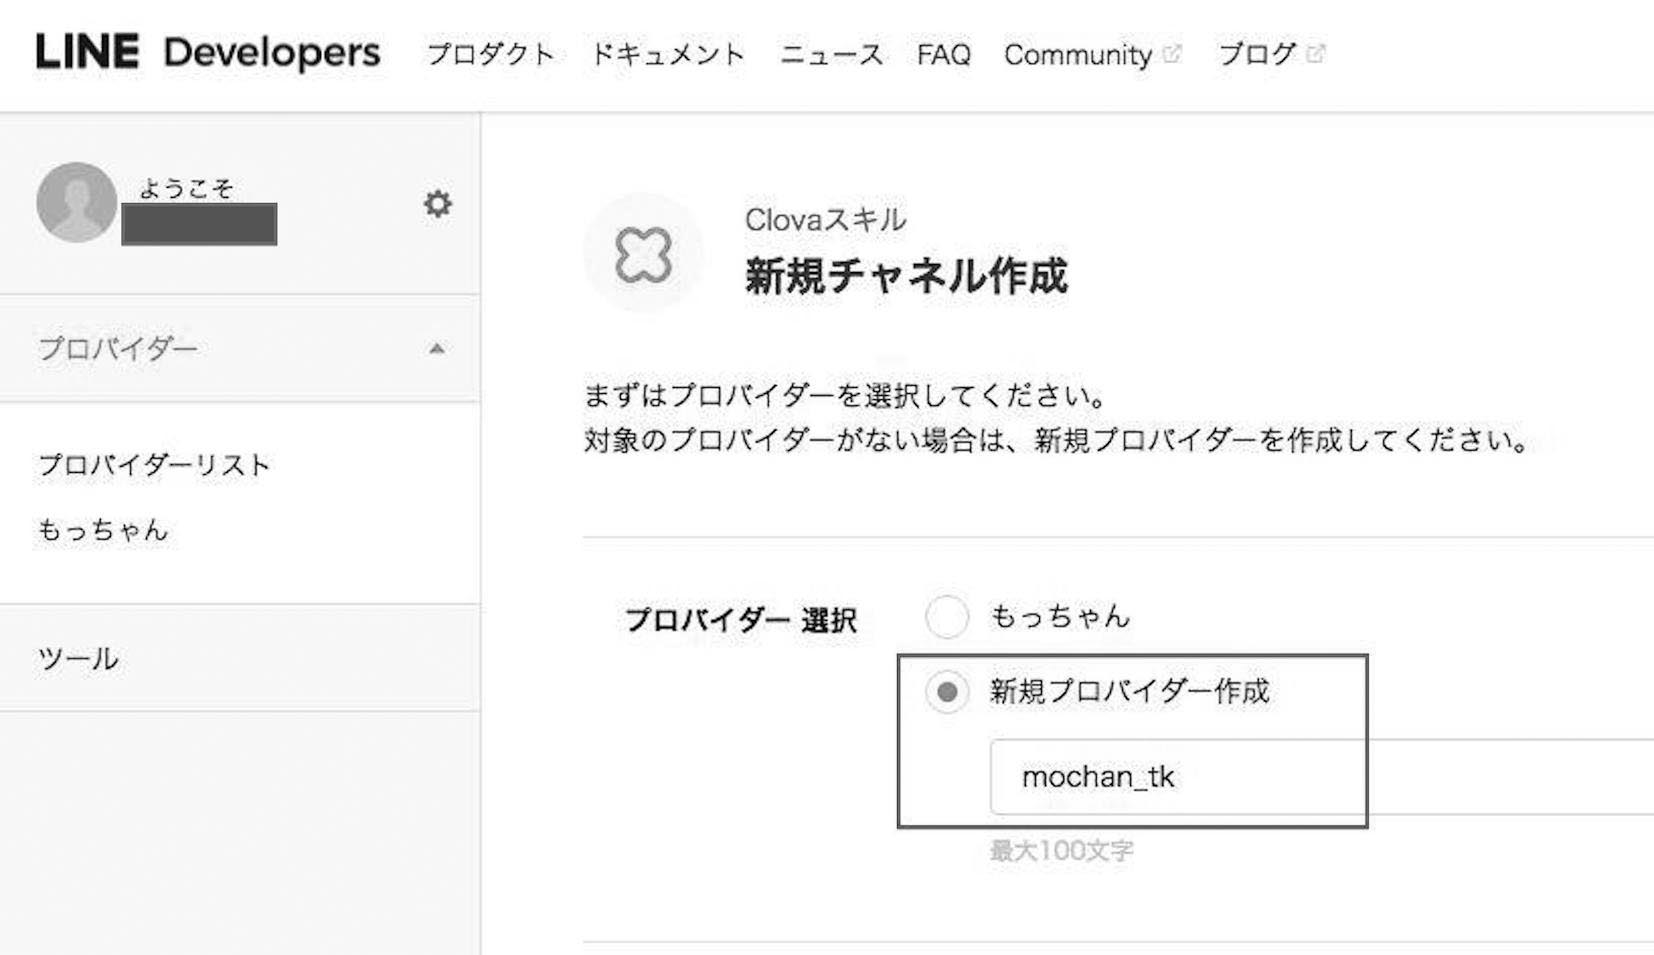 LINE Developers プロダクト ドキュメント ニュース FAQ Community ブログ
ようこそ
プロバイダー
プロバイダーリスト
もっちゃん
ツール
Clovaスキル
新規チャネル作成
まずはプロバイダーを選択してください。
対象のプロバイダーがない場合は、新規プロバイダーを作成してください。
プロバイダー 選択
もっちゃん
新規プロバイダー作成
mochan_tk
最大100文字